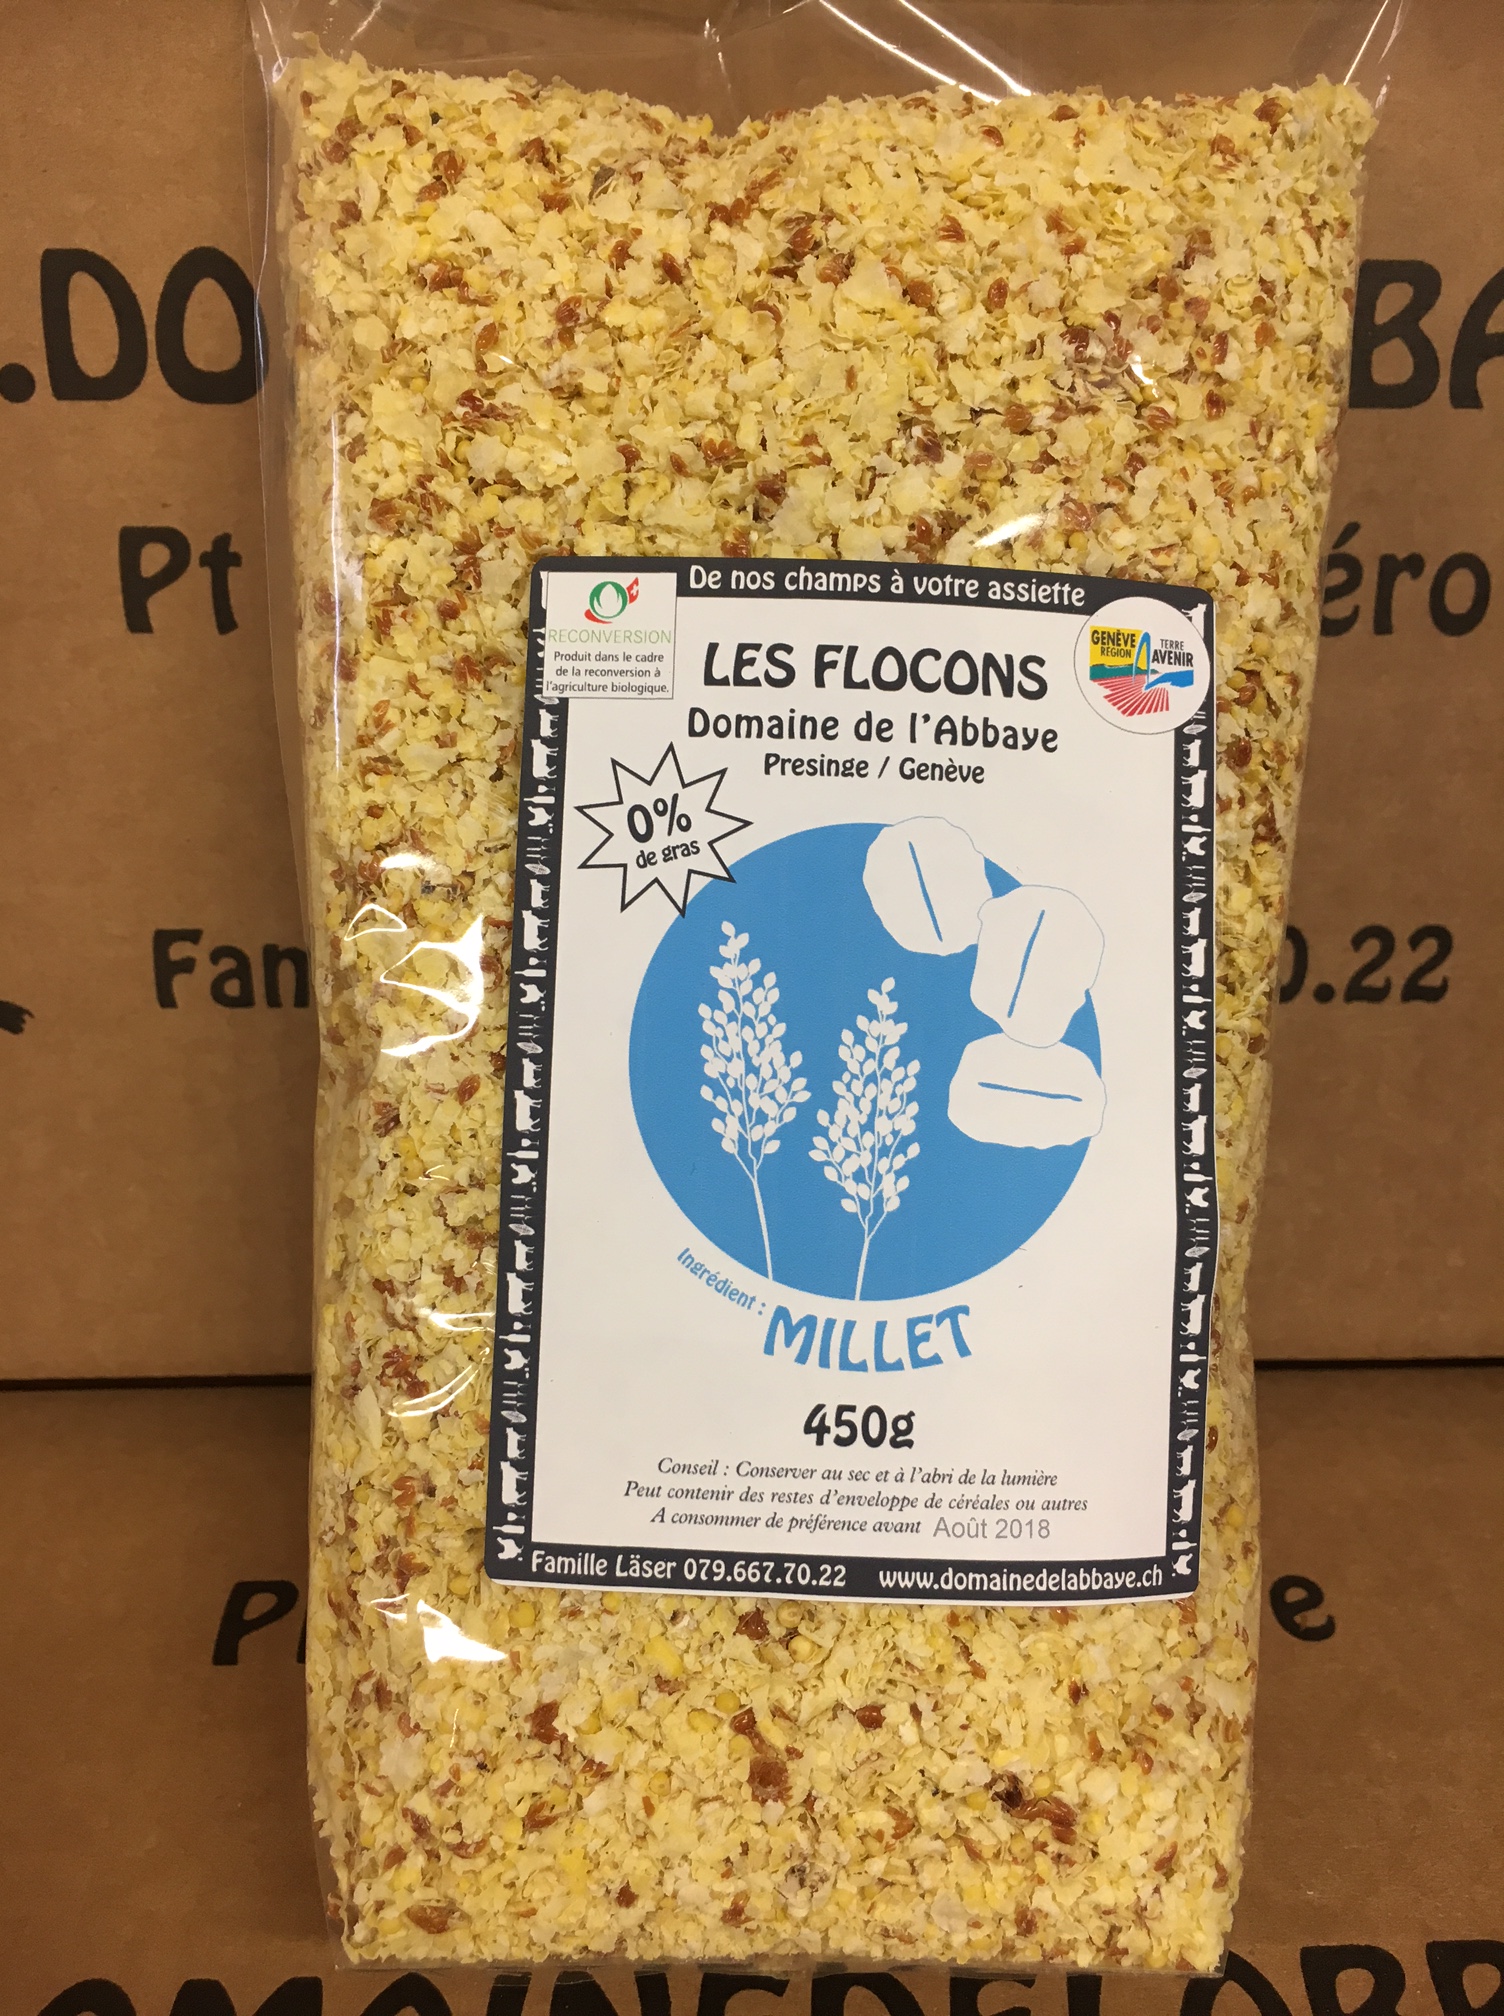 .DO
BA
Pt
éro
Fan
0.22
De nos champs à votre assiette
RECONVERSION
Produit dans le cadre
de la reconversion à
l'agriculture biologique.
GENÈVE
RÉGION
TERRE
AVENIR
LES FLOCONS
Domaine de l'Abbaye
Presinge / Genève
0%
de gras
Ingrédient :
MILLET
450g
Conseil : Conserver au sec et à l'abri de la lumière
Peut contenir des restes d'enveloppe de céréales ou autres
A consommer de préférence avant Août 2018
Famille Läser 079.667.70.22 www.domainedelabbaye.ch
e
OMAINEDELABB